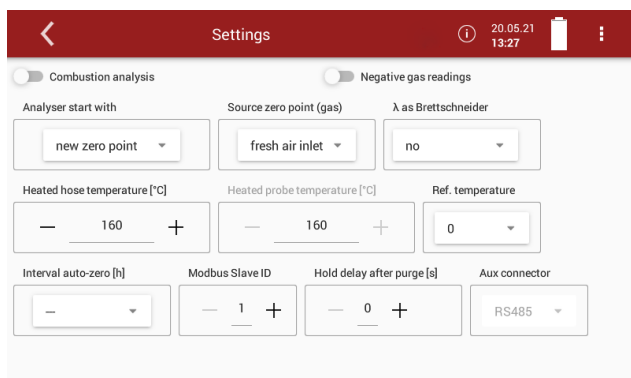 Settings
20.05.21
13:27
Combustion analysis
Negative gas readings
Analyser start with
Source zero point (gas)
λ as Brettschneider
new zero point
fresh air inlet
no
Heated hose temperature [°C]
Heated probe temperature [°C]
Ref. temperature
— 160 +
— 160 +
0
Interval auto-zero [h]
Modbus Slave ID
Hold delay after purge [s]
Aux connector
---
— 1 +
— 0 +
RS485